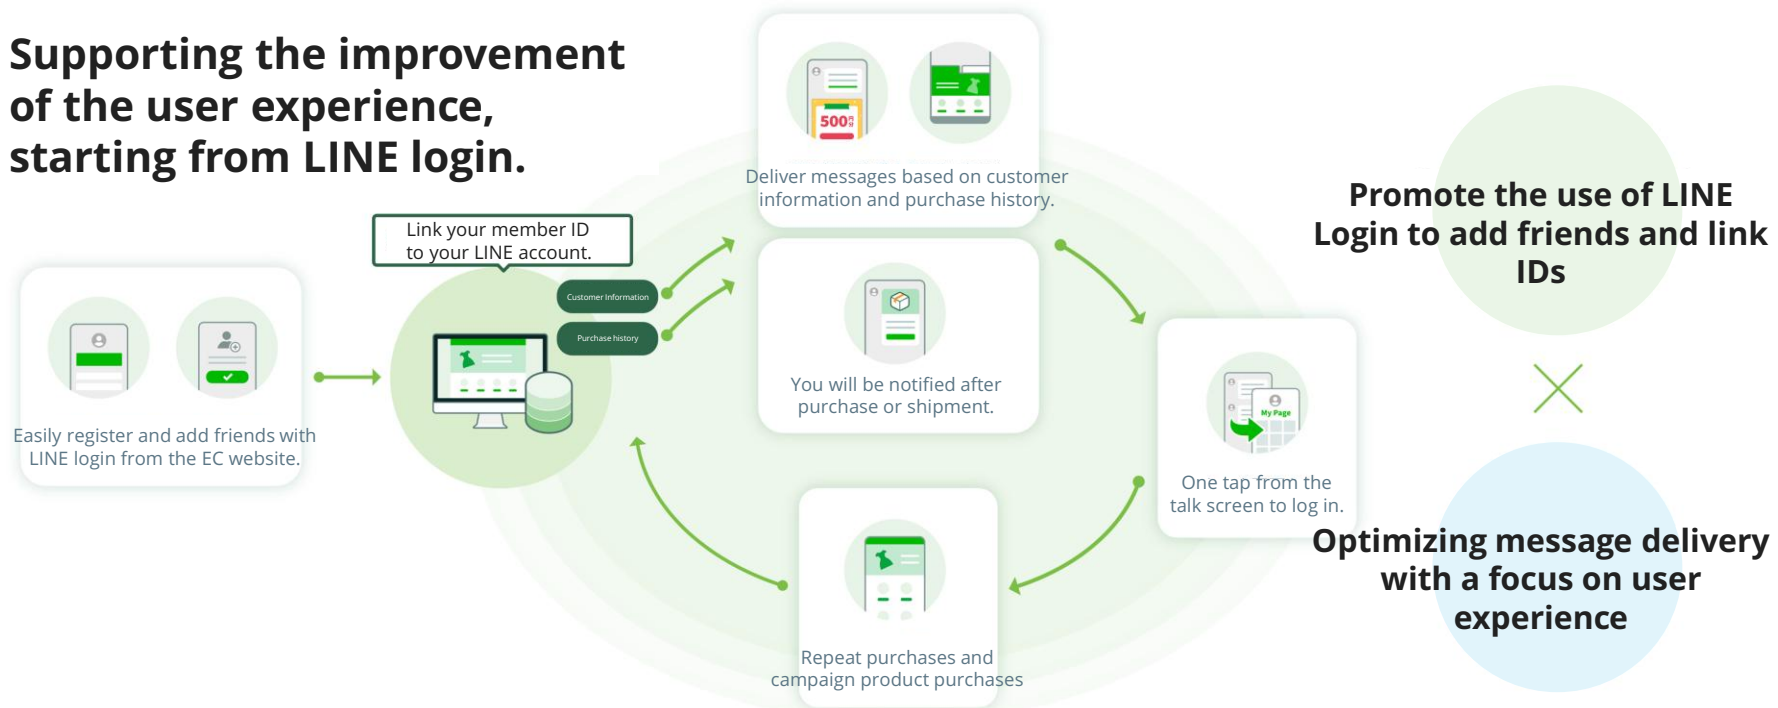 Supporting the improvement
of the user experience,
starting from LINE login.
Easily register and add friends with
LINE login from the EC website.
Link your member ID
to your LINE account.
Customer Information
Purchase history
500
Deliver messages based on customer
information and purchase history.
You will be notified after
purchase or shipment.
My Page
One tap from the
talk screen to log in.
Repeat purchases and
campaign product purchases
Promote the use of LINE
Login to add friends and link
IDs
Optimizing message delivery
with a focus on user
experience